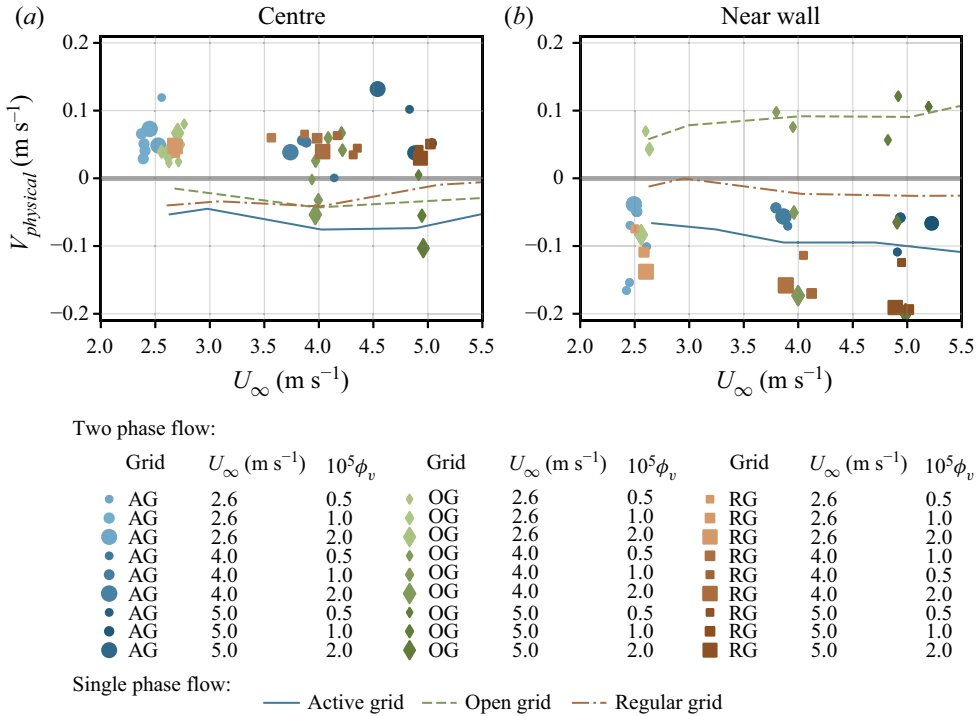 (a) Centre (b) Near wall
0.2 0.2
0.1 0.1
0 0
−0.1 −0.1
−0.2 −0.2
V_physical (m s⁻¹)
2.0 2.5 3.0 3.5 4.0 4.5 5.0 5.5 2.0 2.5 3.0 3.5 4.0 4.5 5.0 5.5
U∞ (m s⁻¹) U∞ (m s⁻¹)
Two phase flow:
Grid U∞ (m s⁻¹) 10⁵ϕᵥ Grid U∞ (m s⁻¹) 10⁵ϕᵥ Grid U∞ (m s⁻¹) 10⁵ϕᵥ
AG 2.6 0.5 OG 2.6 0.5 RG 2.6 0.5
AG 2.6 1.0 OG 2.6 1.0 RG 2.6 1.0
AG 2.6 2.0 OG 2.6 2.0 RG 2.6 2.0
AG 4.0 0.5 OG 4.0 0.5 RG 4.0 1.0
AG 4.0 1.0 OG 4.0 1.0 RG 4.0 0.5
AG 4.0 2.0 OG 4.0 2.0 RG 4.0 2.0
AG 5.0 0.5 OG 5.0 0.5 RG 5.0 0.5
AG 5.0 1.0 OG 5.0 1.0 RG 5.0 1.0
AG 5.0 2.0 OG 5.0 2.0 RG 5.0 2.0
Single phase flow:
Active grid Open grid Regular grid